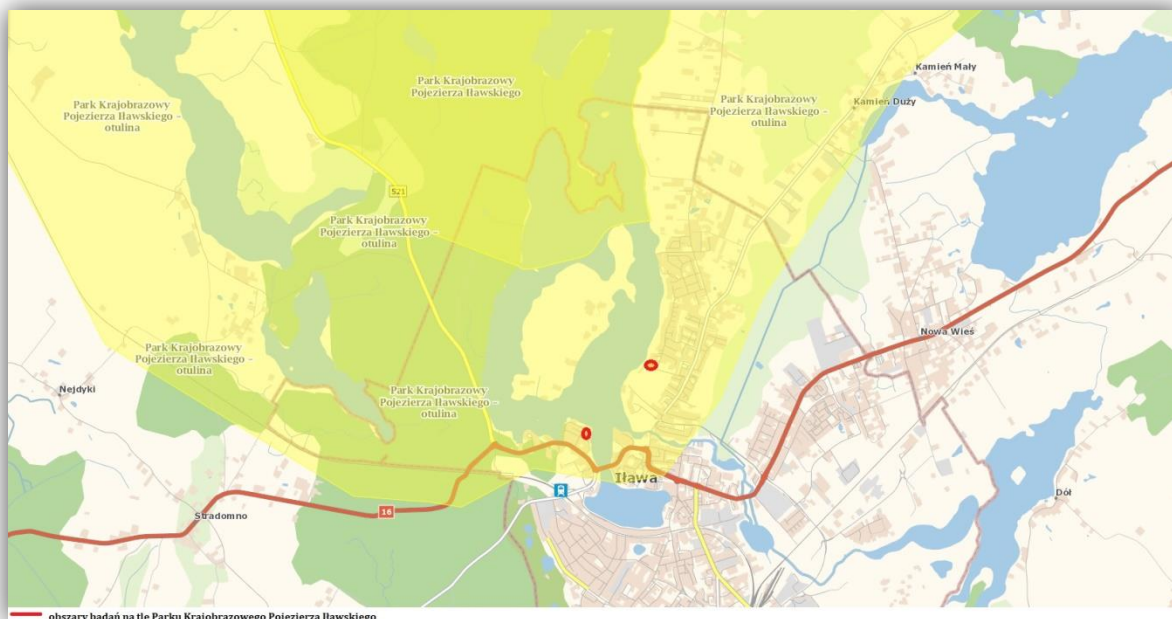 Park Krajobrazowy
Pojezierza Iławskiego
Kamień Mały
Park Krajobrazowy
Pojezierza Iławskiego –
otulina
Park Krajobrazowy
Pojezierza Iławskiego –
otulina
Kamień Duży
521
Park Krajobrazowy
Pojezierza Iławskiego –
otulina
Nowa Wieś
Park Krajobrazowy
Pojezierza Iławskiego –
otulina
Nejdyki
Park Krajobrazowy
Pojezierza Iławskiego –
otulina
Iława
Dół
16
Stradomno
obszary badań na tle Parku Krajobrazowego Pojezierza Iławskiego